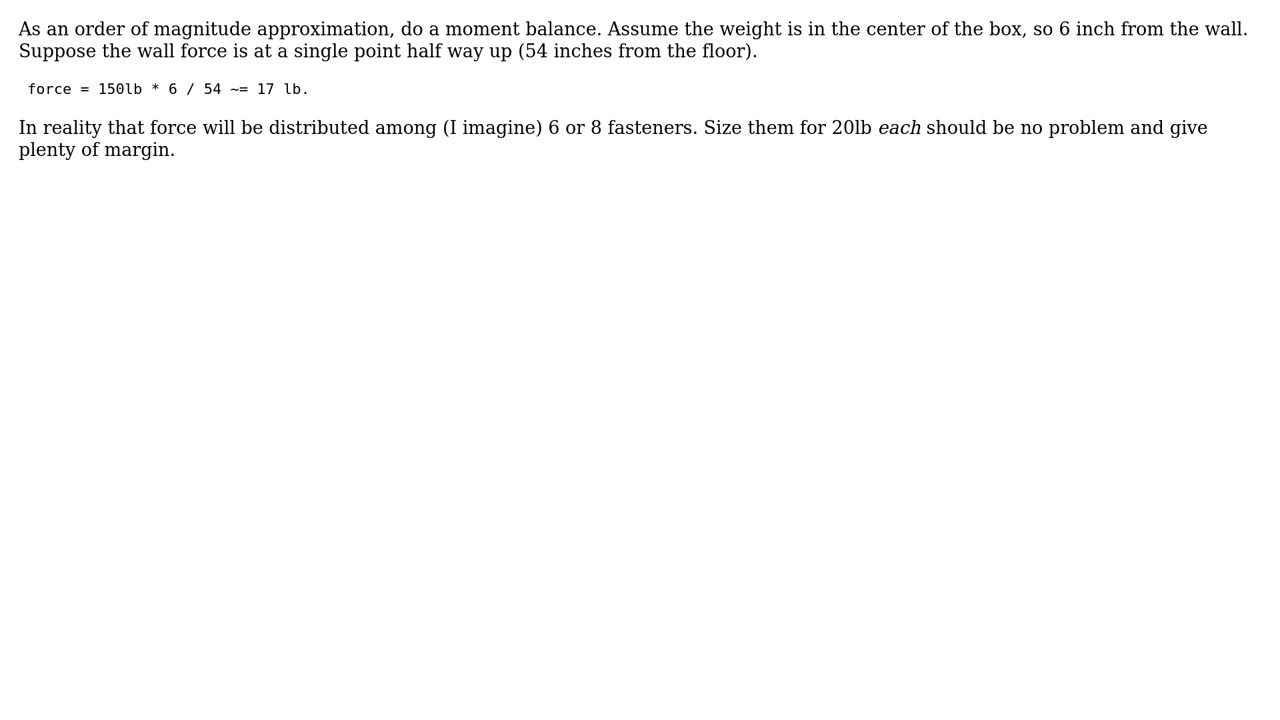 As an order of magnitude approximation, do a moment balance. Assume the weight is in the center of the box, so 6 inch from the wall.
Suppose the wall force is at a single point half way up (54 inches from the floor).
force = 150lb * 6 / 54 ~= 17 lb.
In reality that force will be distributed among (I imagine) 6 or 8 fasteners. Size them for 20lb each should be no problem and give
plenty of margin.